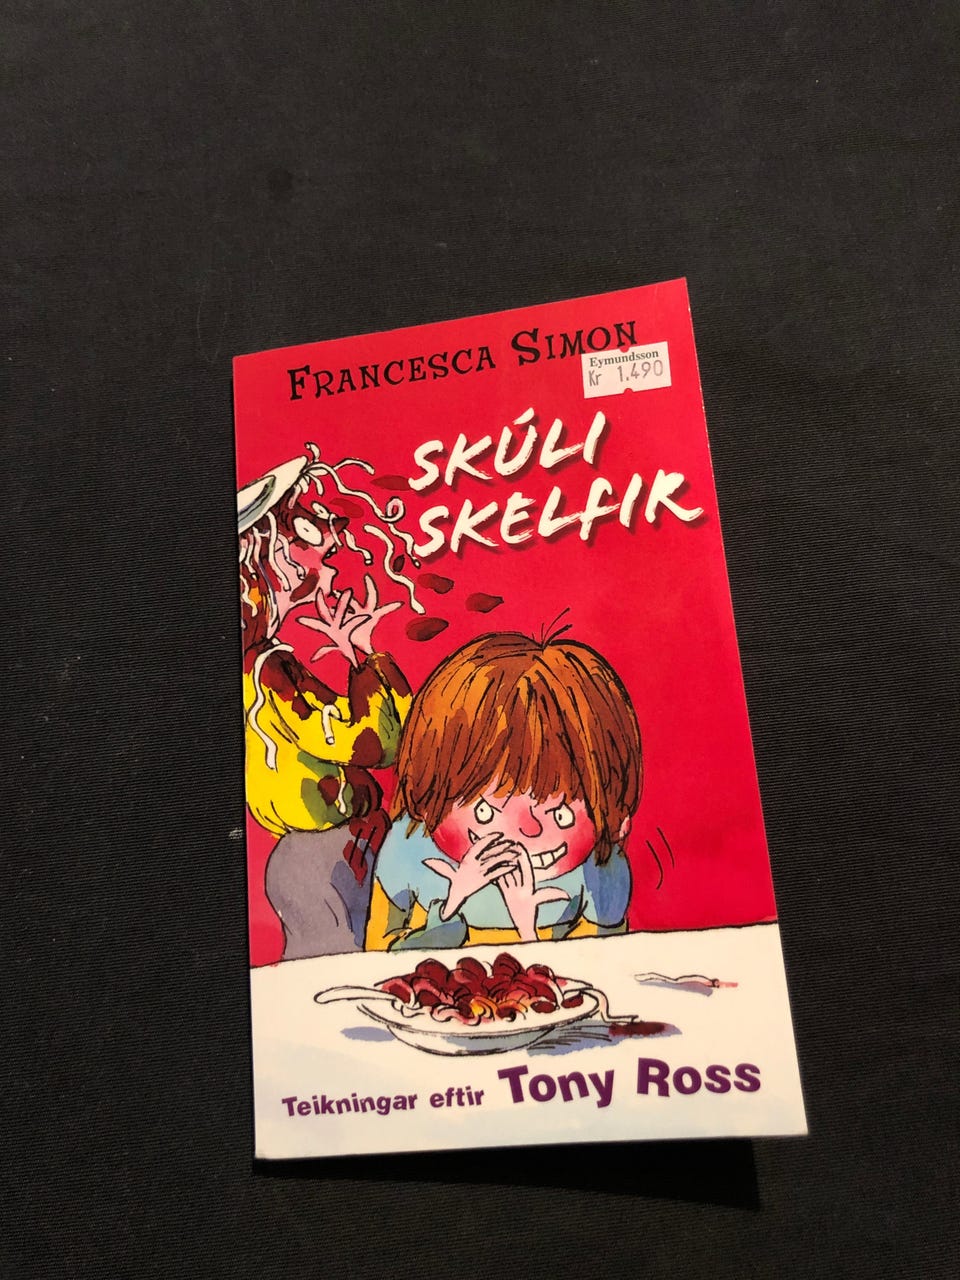 FRANCESCA SIMON
Eymundsson
Kr 1.490
SKÚLI
SKELFIR
Teikningar eftir Tony Ross